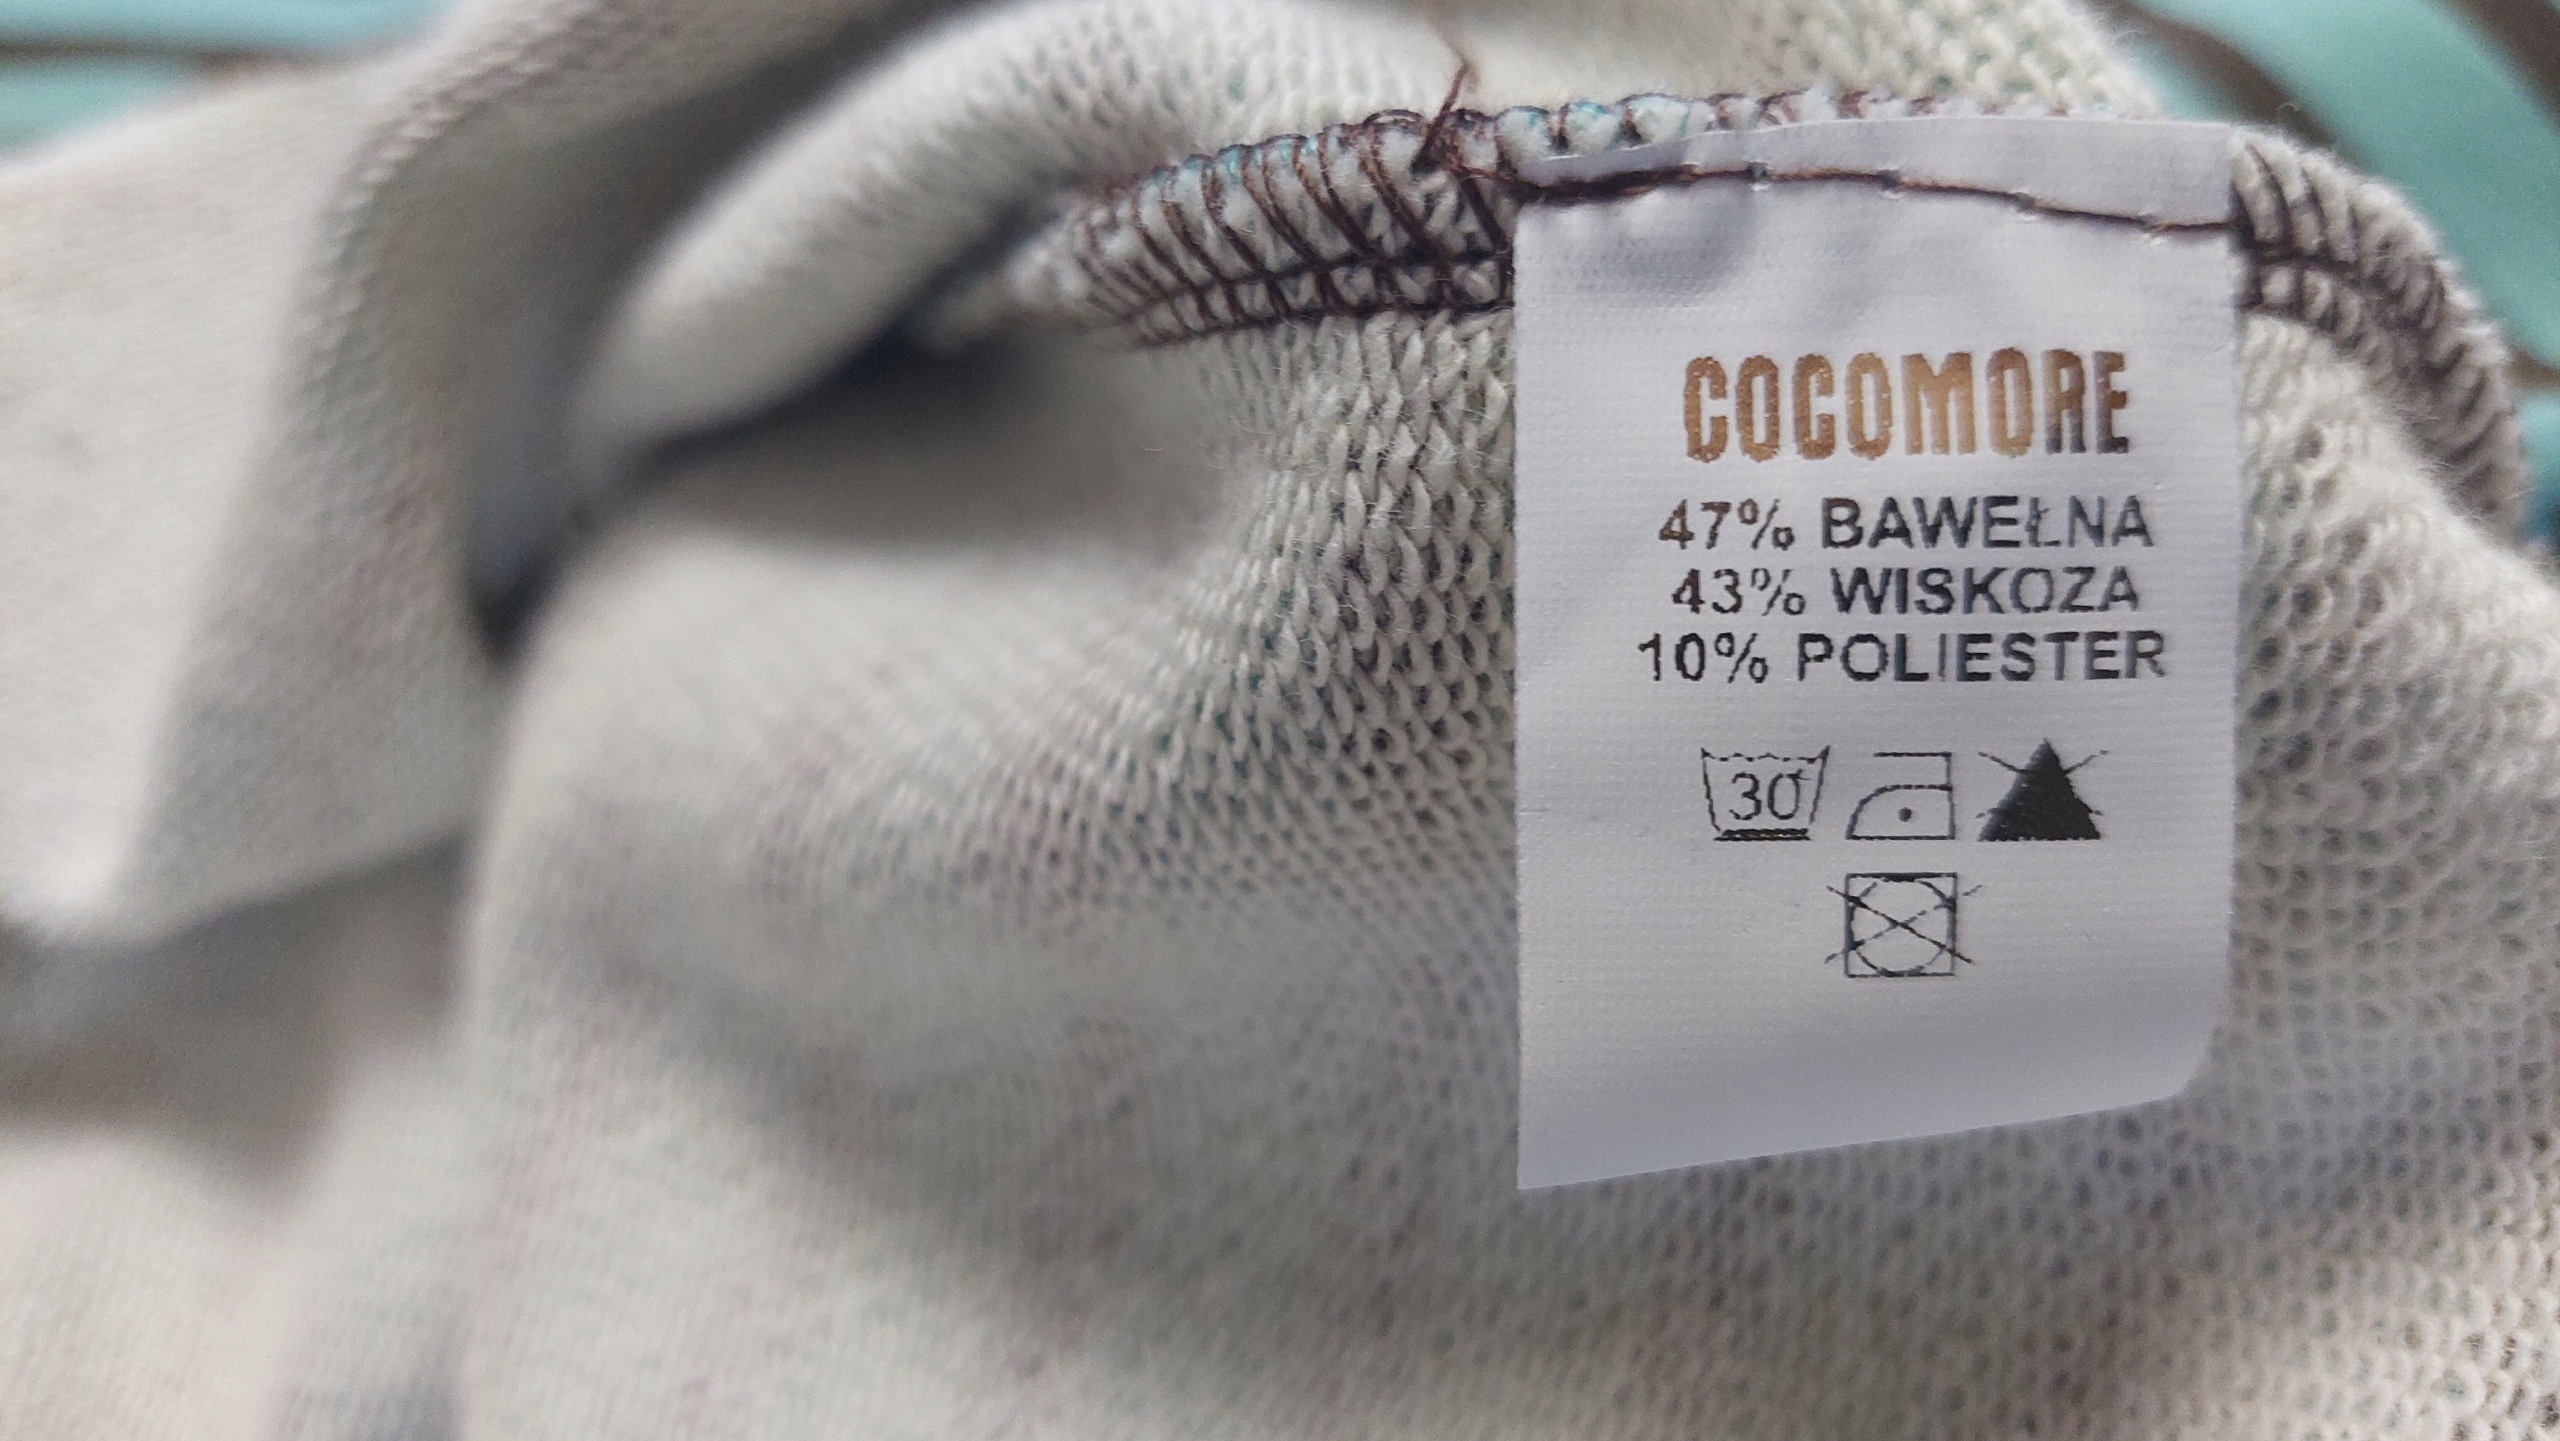 COCOMORE
47% BAWEŁNA
43% WISKOZA
10% POLIESTER
30